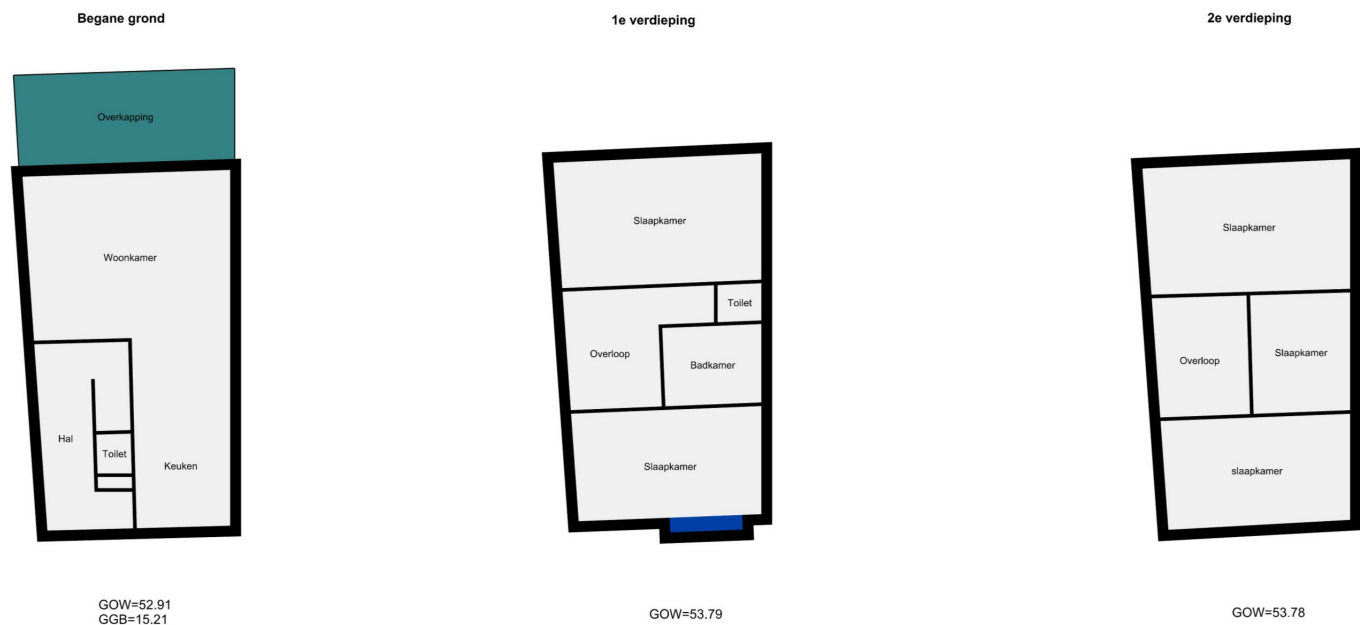 Begane grond
1e verdieping
2e verdieping
Overkapping
Woonkamer
Hal
Toilet
Keuken
GOW=52.91
GGB=15.21
Slaapkamer
Toilet
Overloop
Badkamer
Slaapkamer
GOW=53.79
Slaapkamer
Overloop
Slaapkamer
slaapkamer
GOW=53.78